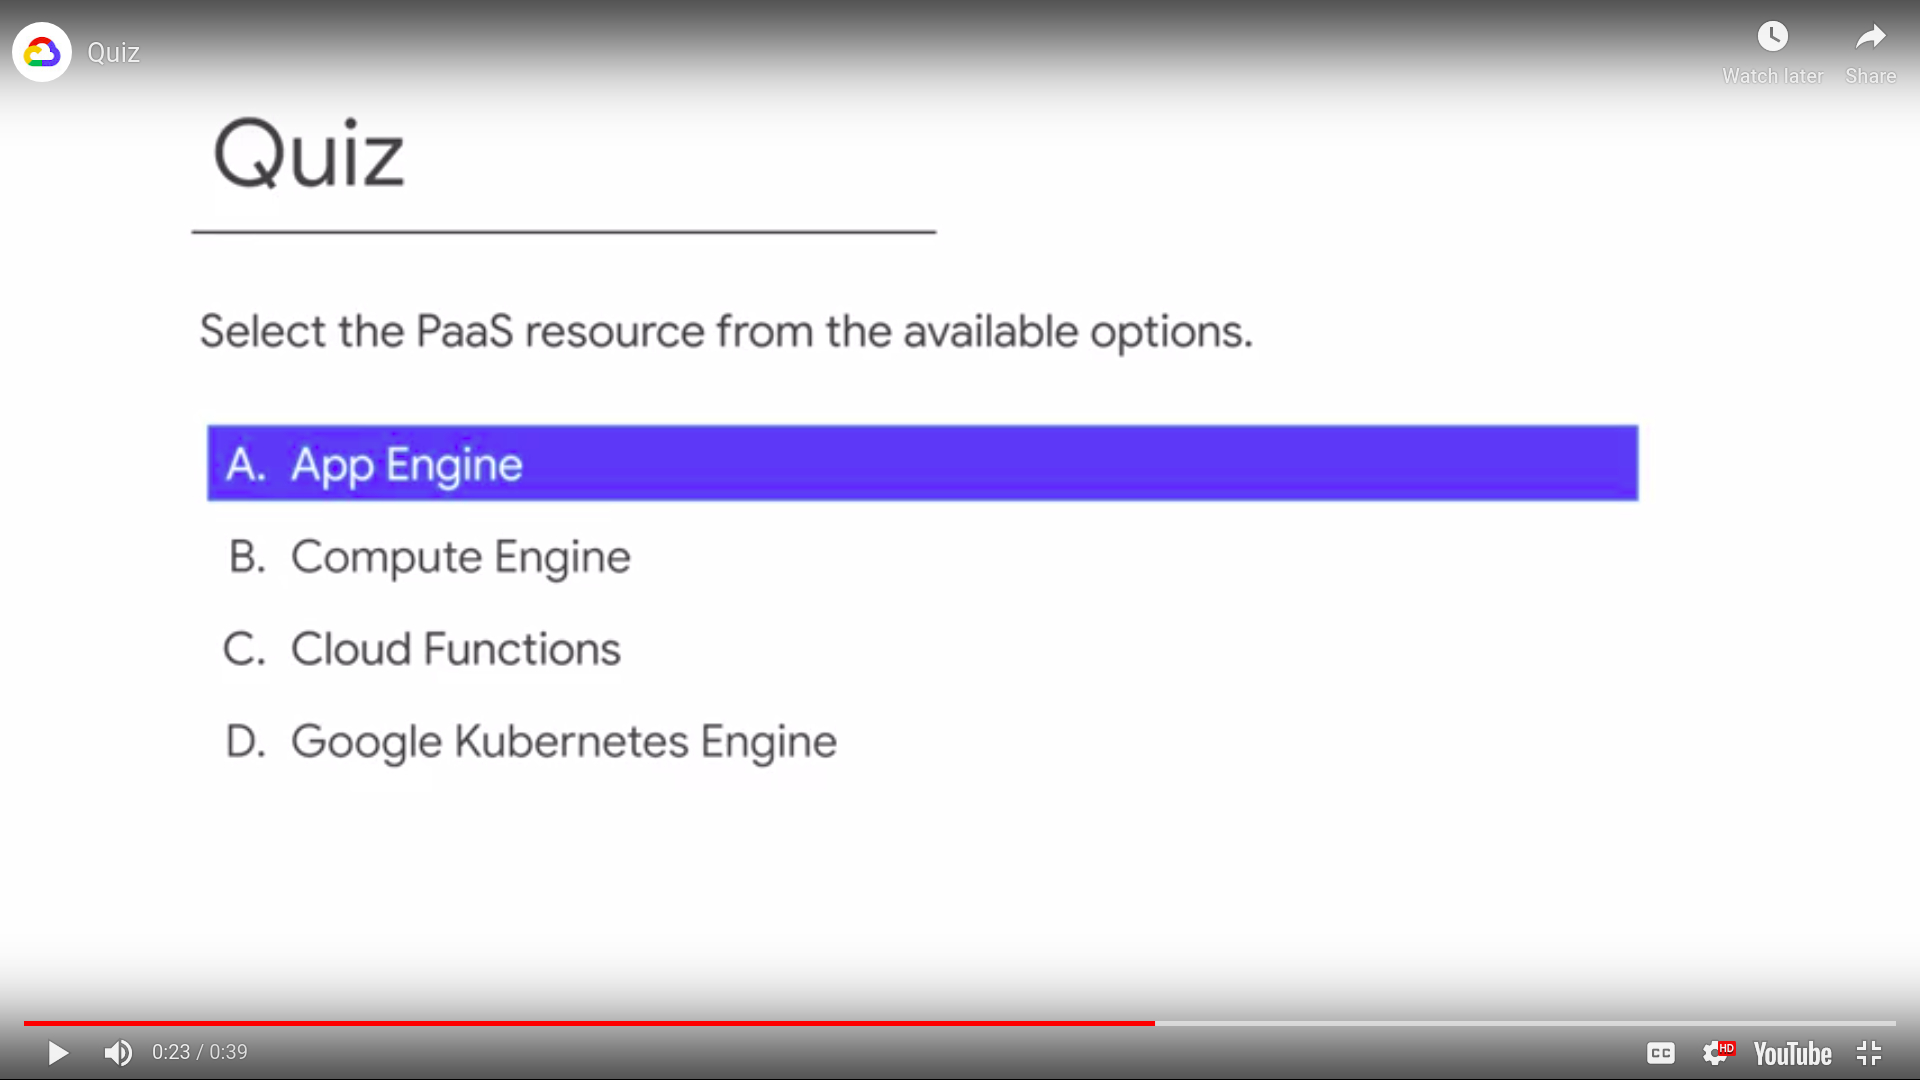 Quiz
Watch later
Share
Quiz
Select the PaaS resource from the available options.
A. App Engine
B. Compute Engine
C. Cloud Functions
D. Google Kubernetes Engine
0:23 / 0:39
CC
HD
YouTube